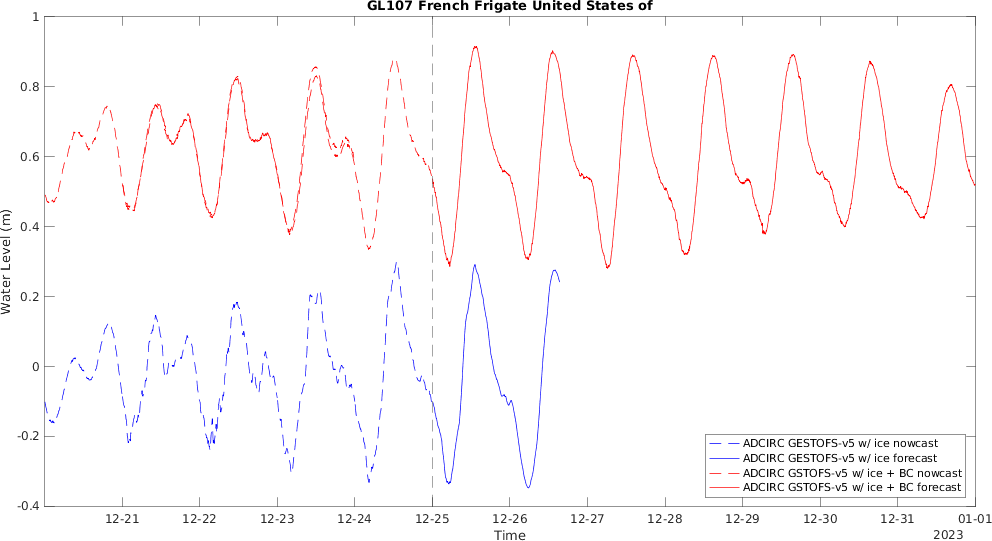 GL107 French Frigate United States of
1
0.8
0.6
0.4
0.2
0
-0.2
-0.4
Water Level (m)
ADCIRC GESTOFS-v5 w/ ice nowcast
ADCIRC GESTOFS-v5 w/ ice forecast
ADCIRC GSTOFS-v5 w/ ice + BC nowcast
ADCIRC GSTOFS-v5 w/ ice + BC forecast
12-21 12-22 12-23 12-24 12-25 12-26 12-27 12-28 12-29 12-30 12-31 01-01
Time
2023